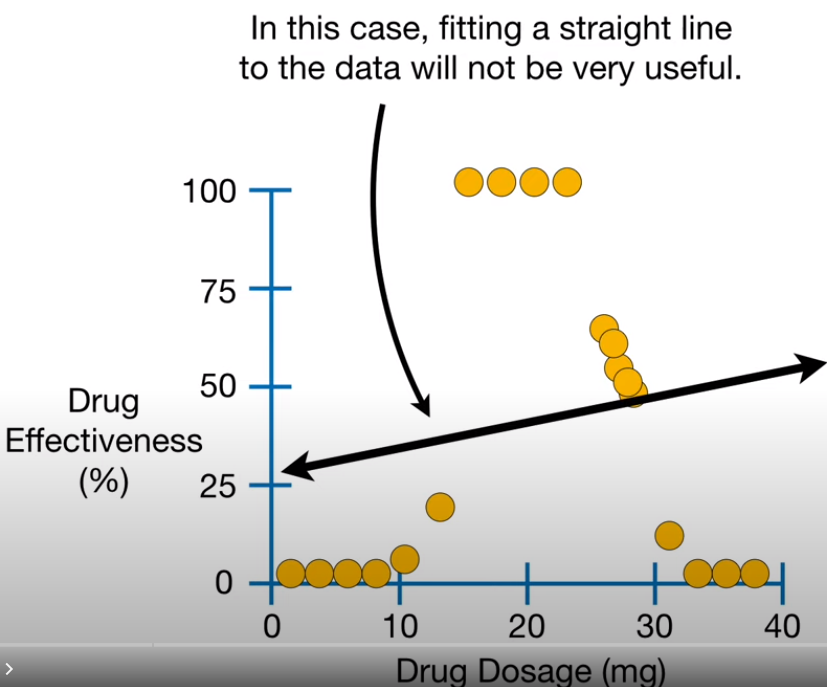 In this case, fitting a straight line
to the data will not be very useful.
100
75
50
Drug
Effectiveness
(%)
25
0
0 10 20 30 40
Drug Dosage (mg)